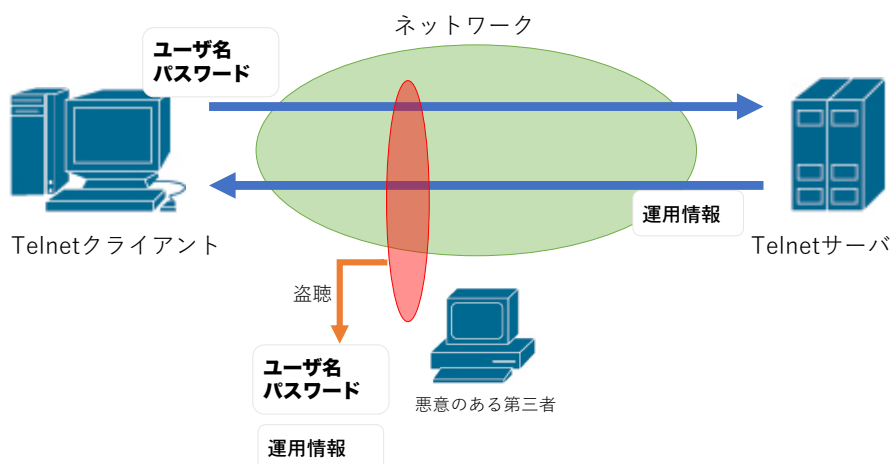 ネットワーク
ユーザ名
パスワード
運用情報
Telnetクライアント
Telnetサーバ
盗聴
ユーザ名
パスワード
悪意のある第三者
運用情報